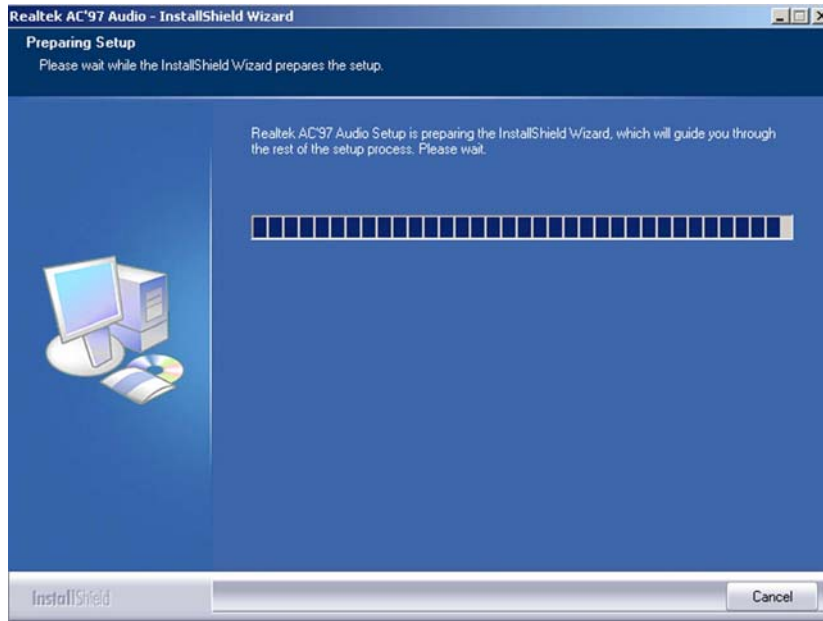 Realtek AC'97 Audio - InstallShield Wizard
Preparing Setup
Please wait while the InstallShield Wizard prepares the setup.
Realtek AC'97 Audio Setup is preparing the InstallShield Wizard, which will guide you through
the rest of the setup process. Please wait.
InstallShield
Cancel